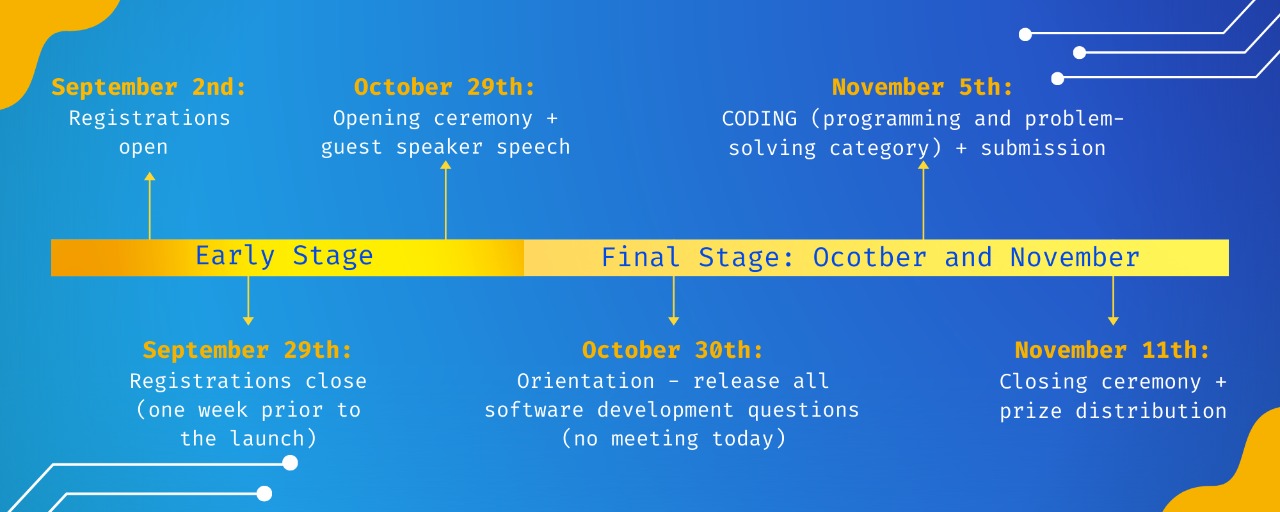 September 2nd:
Registrations
open
October 29th:
Opening ceremony +
guest speaker speech
November 5th:
CODING (programming and problem-
solving category) + submission
Early Stage
Final Stage: Ocotber and November
September 29th:
Registrations close
(one week prior to
the launch)
October 30th:
Orientation - release all
software development questions
(no meeting today)
November 11th:
Closing ceremony +
prize distribution